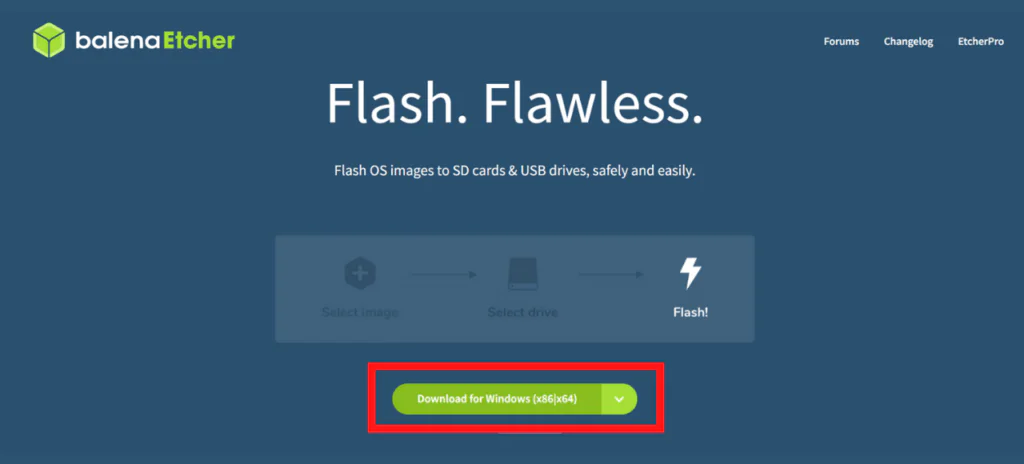 balenaEtcher
Forums Changelog EtcherPro
Flash. Flawless.
Flash OS images to SD cards & USB drives, safely and easily.
Select image Select drive Flash!
Download for Windows (x86|x64)